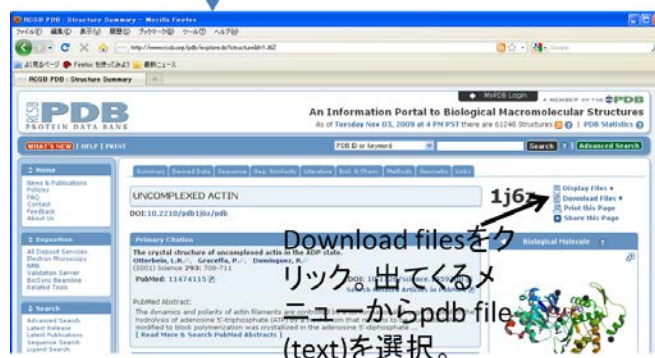 RCSB PDB : Structure Summary - Mozilla Firefox
ファイル(F) 編集(E) 表示(V) 履歴(S) ブックマーク(B) ツール(T) ヘルプ(H)
よく見るページ Firefox を使ってみよう 最新ニュース
RCSB PDB : Structure Summary
MyPDB Login
A MEMBER OF THE PDB
RCSB PDB
PROTEIN DATA BANK
An Information Portal to Biological Macromolecular Structures
As of Tuesday Nov 03, 2009 at 4 PM PST there are 61248 Structures | PDB Statistics
WHAT'S NEW | HELP | PRINT
PDB ID or keyword
Search
Advanced Search
Home
News & Publications
Policies
FAQ
Contact
Feedback
About Us
Deposition
All Deposit Services
Electron Microscopy
NMR
Validation Server
BioSync Beamline
Related Tools
Search
Advanced Search
Latest Release
Latest Publications
Sequence Search
Ligand Search
Summary Derived Data Sequence Seq. Similarity Literature Biol. & Chem. Methods Geometry Links
UNCOMPLEXED ACTIN
DOI:10.2210/pdb1j6z/pdb
1j6z
Display Files
Download Files
Print this Page
Share this Page
Primary Citation
The crystal structure of uncomplexed actin in the ADP state.
Otterbein, L.R., Graceffa, P., Dominguez, R.
(2001) Science 293: 708-711
PubMed: 11474115
Search Related Articles in PubMed
PubMed Abstract:
The dynamics and polarity of actin filaments are controlled by
hydrolysis of adenosine 5'-triphosphate (ATP)
modified to block polymerization was crystallized in the adenosine 5'-diphosphate ...
[ Read More & Search PubMed Abstracts ]
Biological Molecule
Download filesをク
リック。出てくるメ
ニューからpdb file
(text)を選択。